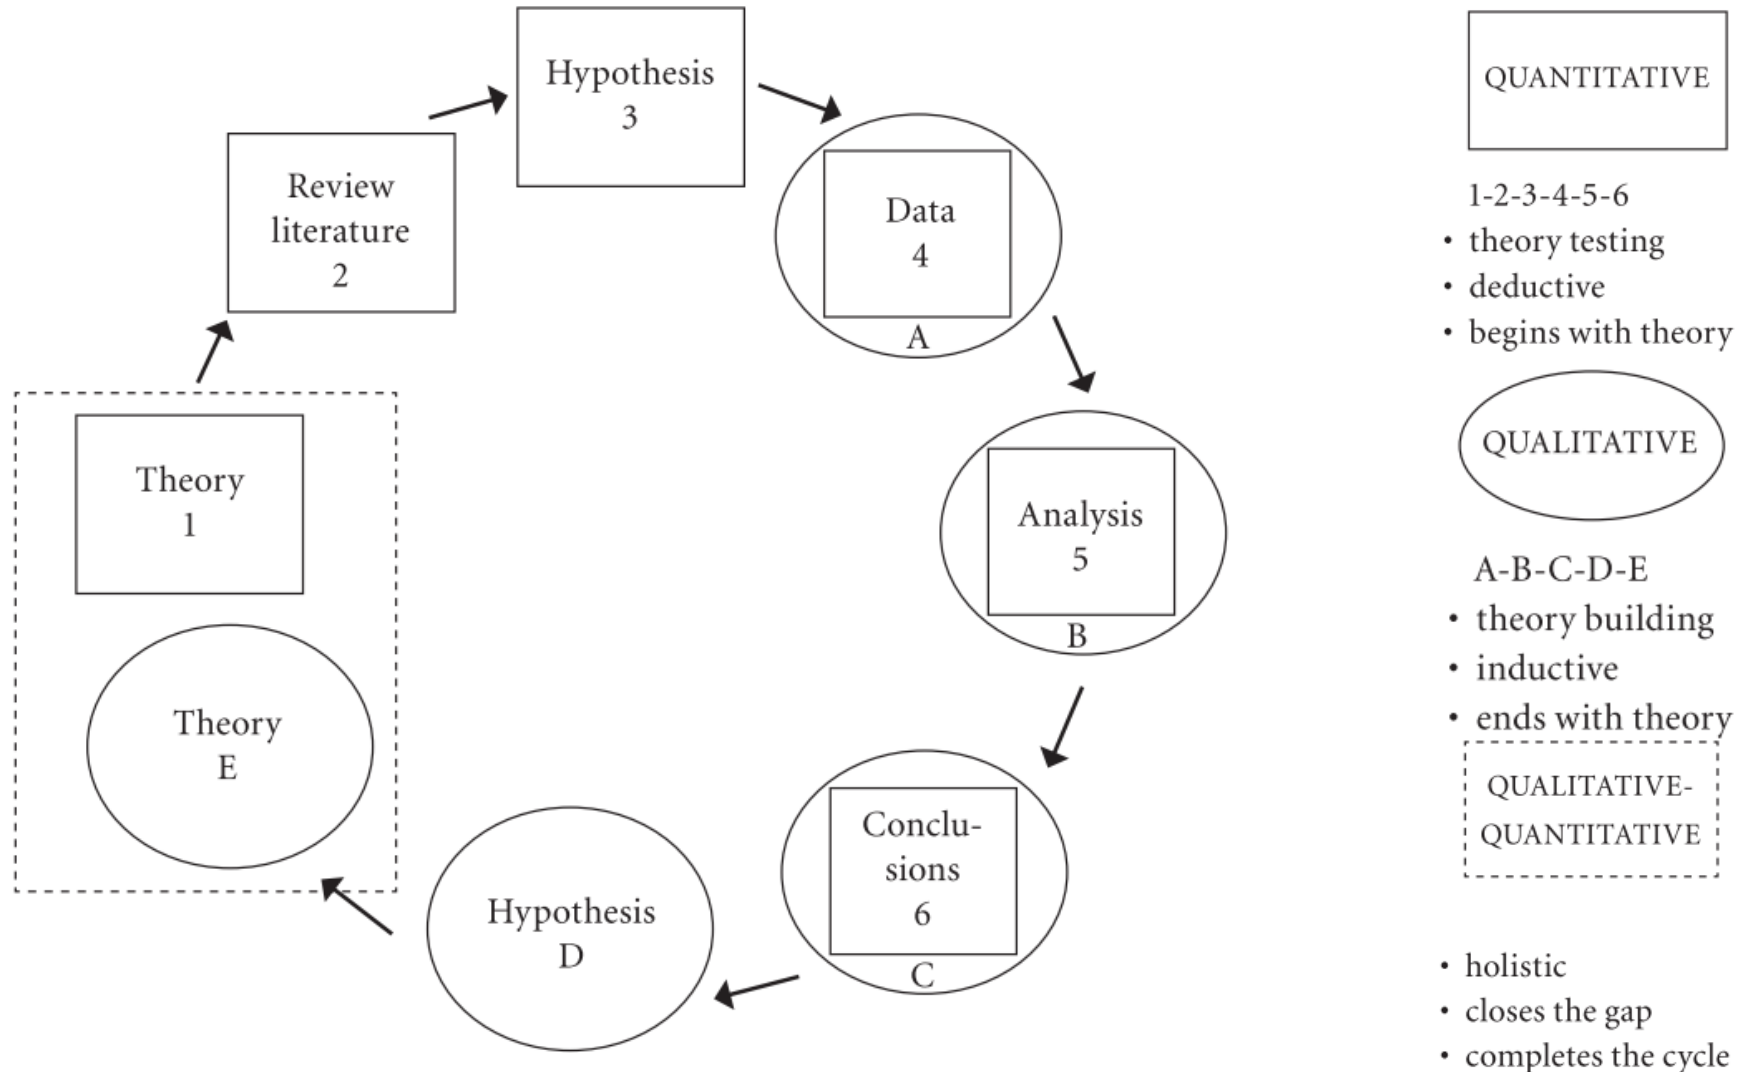 Hypothesis
3
Review
literature
2
Data
4
A
Theory
1
Analysis
5
B
Theory
E
Hypothesis
D
Conclu-
sions
6
C
QUANTITATIVE
1-2-3-4-5-6
• theory testing
• deductive
• begins with theory
QUALITATIVE
A-B-C-D-E
• theory building
• inductive
• ends with theory
QUALITATIVE-
QUANTITATIVE
• holistic
• closes the gap
• completes the cycle